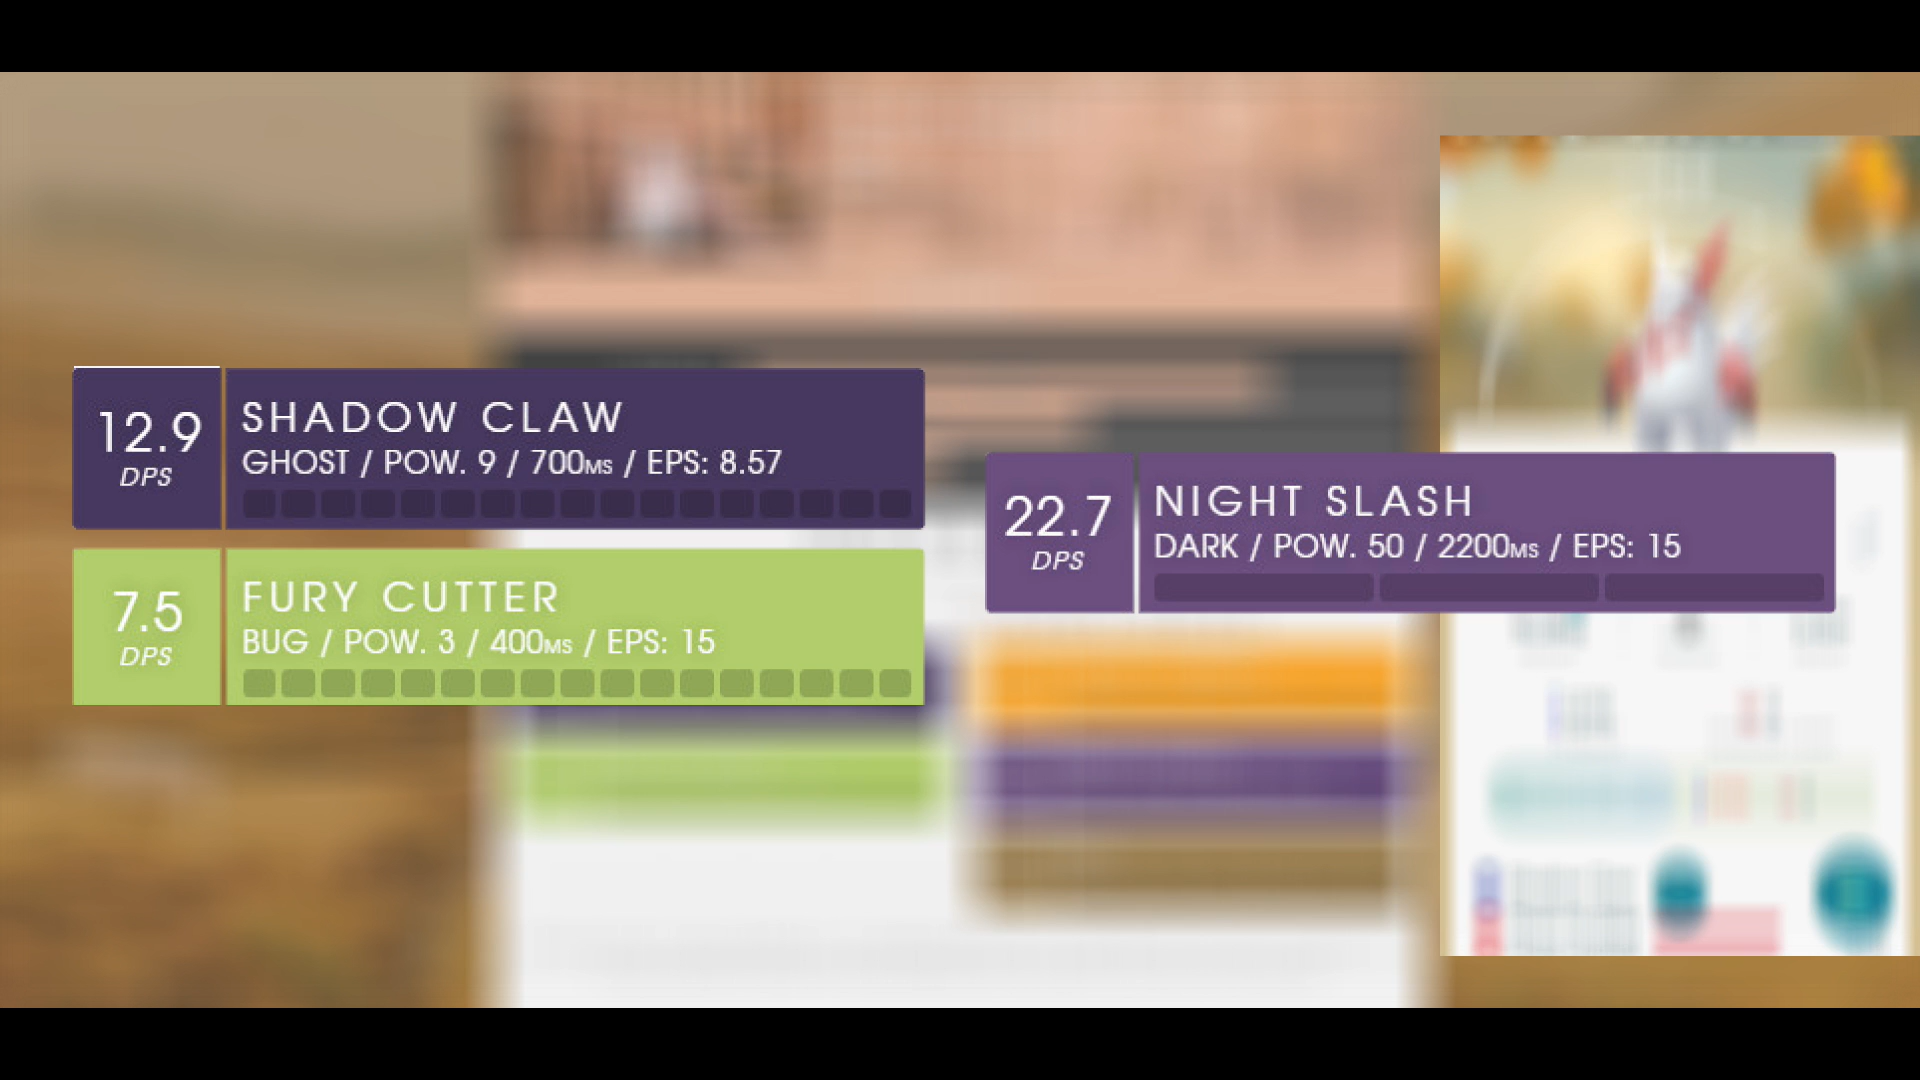 12.9
DPS
SHADOW CLAW
GHOST / POW. 9 / 700MS / EPS: 8.57
7.5
DPS
FURY CUTTER
BUG / POW. 3 / 400MS / EPS: 15
22.7
DPS
NIGHT SLASH
DARK / POW. 50 / 2200MS / EPS: 15